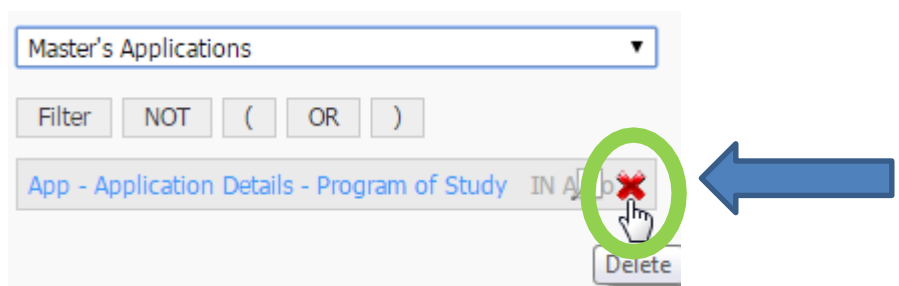 Master's Applications
Filter NOT ( OR )
App - Application Details - Program of Study IN
Delete